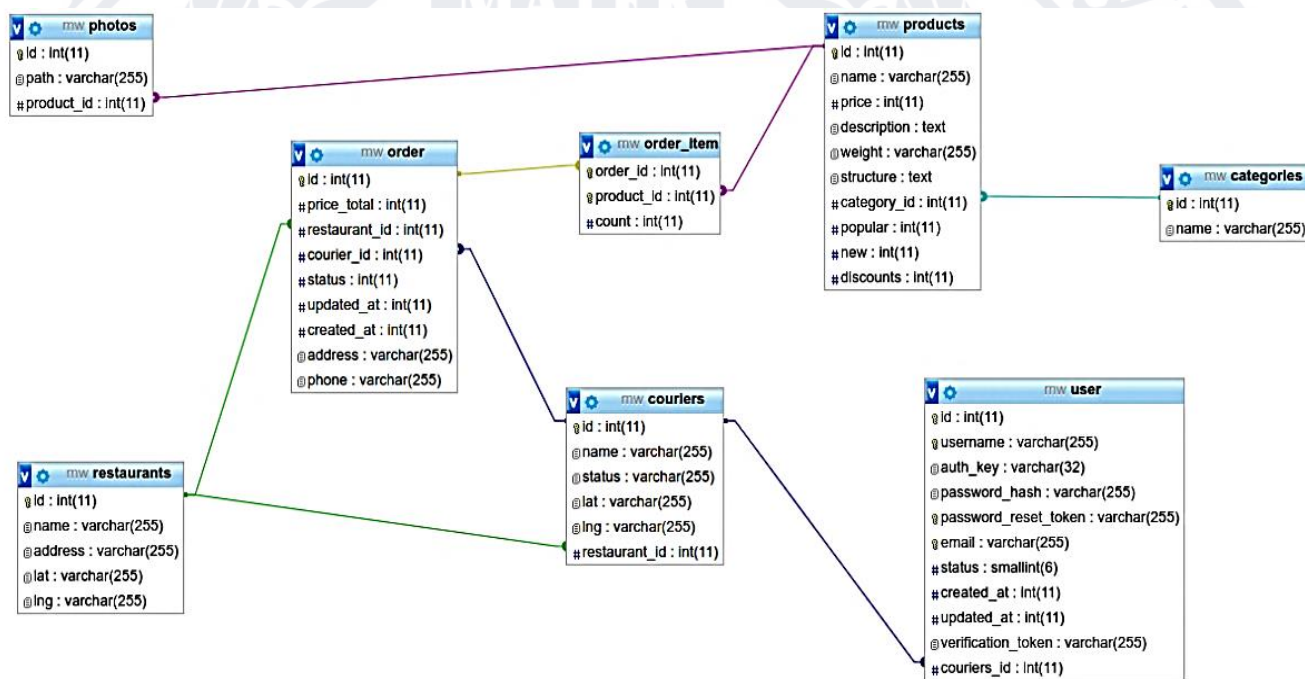 mw photos
id : int(11)
path : varchar(255)
product_id : int(11)
mw products
id : int(11)
name : varchar(255)
price : int(11)
description : text
weight : varchar(255)
structure : text
category_id : int(11)
popular : int(11)
new : int(11)
discounts : int(11)
mw order
id : int(11)
price_total : int(11)
restaurant_id : int(11)
courier_id : int(11)
status : int(11)
updated_at : int(11)
created_at : int(11)
address : varchar(255)
phone : varchar(255)
mw order_item
order_id : int(11)
product_id : int(11)
count : int(11)
mw categories
id : int(11)
name : varchar(255)
mw couriers
id : int(11)
name : varchar(255)
status : varchar(255)
lat : varchar(255)
lng : varchar(255)
restaurant_id : int(11)
mw user
id : int(11)
username : varchar(255)
auth_key : varchar(32)
password_hash : varchar(255)
password_reset_token : varchar(255)
email : varchar(255)
status : smallint(6)
created_at : int(11)
updated_at : int(11)
verification_token : varchar(255)
couriers_id : int(11)
mw restaurants
id : int(11)
name : varchar(255)
address : varchar(255)
lat : varchar(255)
lng : varchar(255)